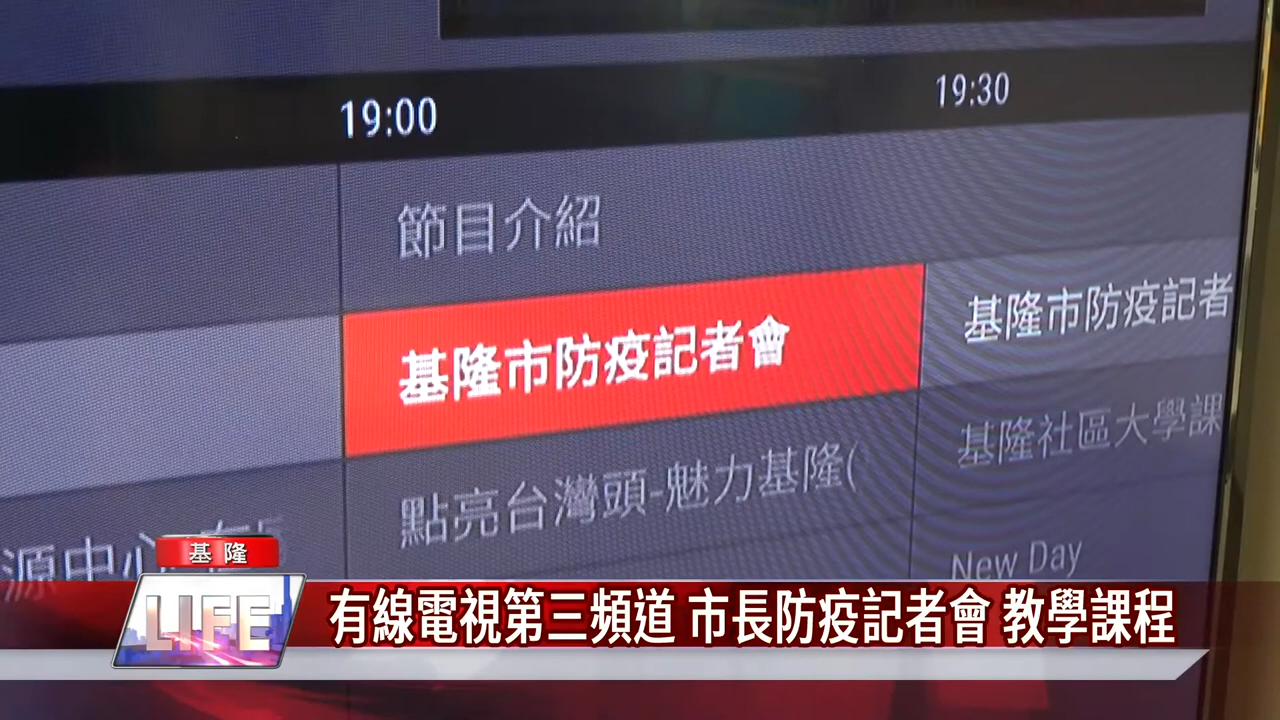 19:00
19:30
節目介紹
基隆市防疫記者會
基隆市防疫記者
點亮台灣頭-魅力基隆(
基隆社區大學課
源中心
New Day
基隆
LIFE
有線電視第三頻道 市長防疫記者會 教學課程